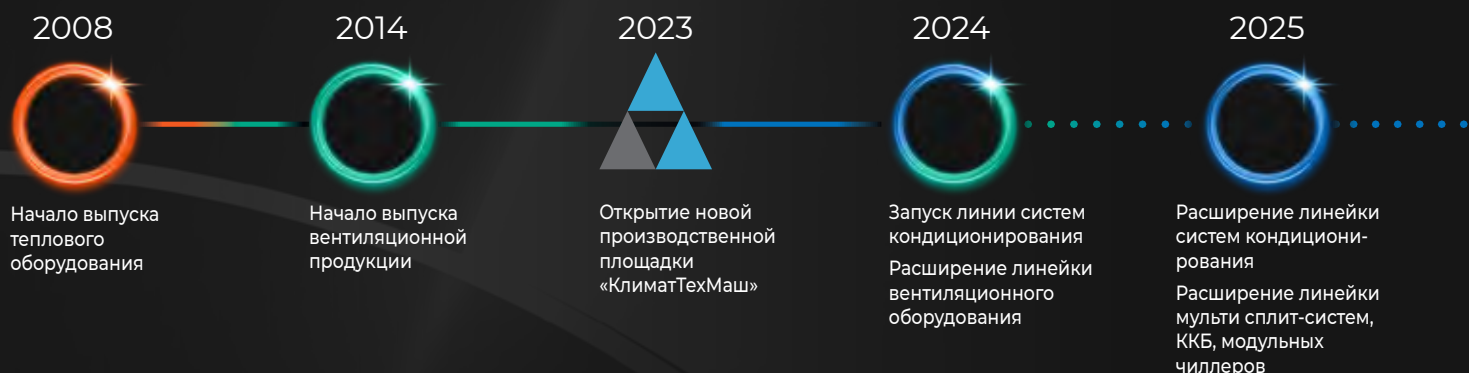 2008
Начало выпуска
теплового
оборудования
2014
Начало выпуска
вентиляционной
продукции
2023
Открытие новой
производственной
площадки
«КлиматТехМаш»
2024
Запуск линии систем
кондиционирования
Расширение линейки
вентиляционного
оборудования
2025
Расширение линейки
систем кондициони-
рования
Расширение линейки
мульти сплит-систем,
ККБ, модульных
чиллеров